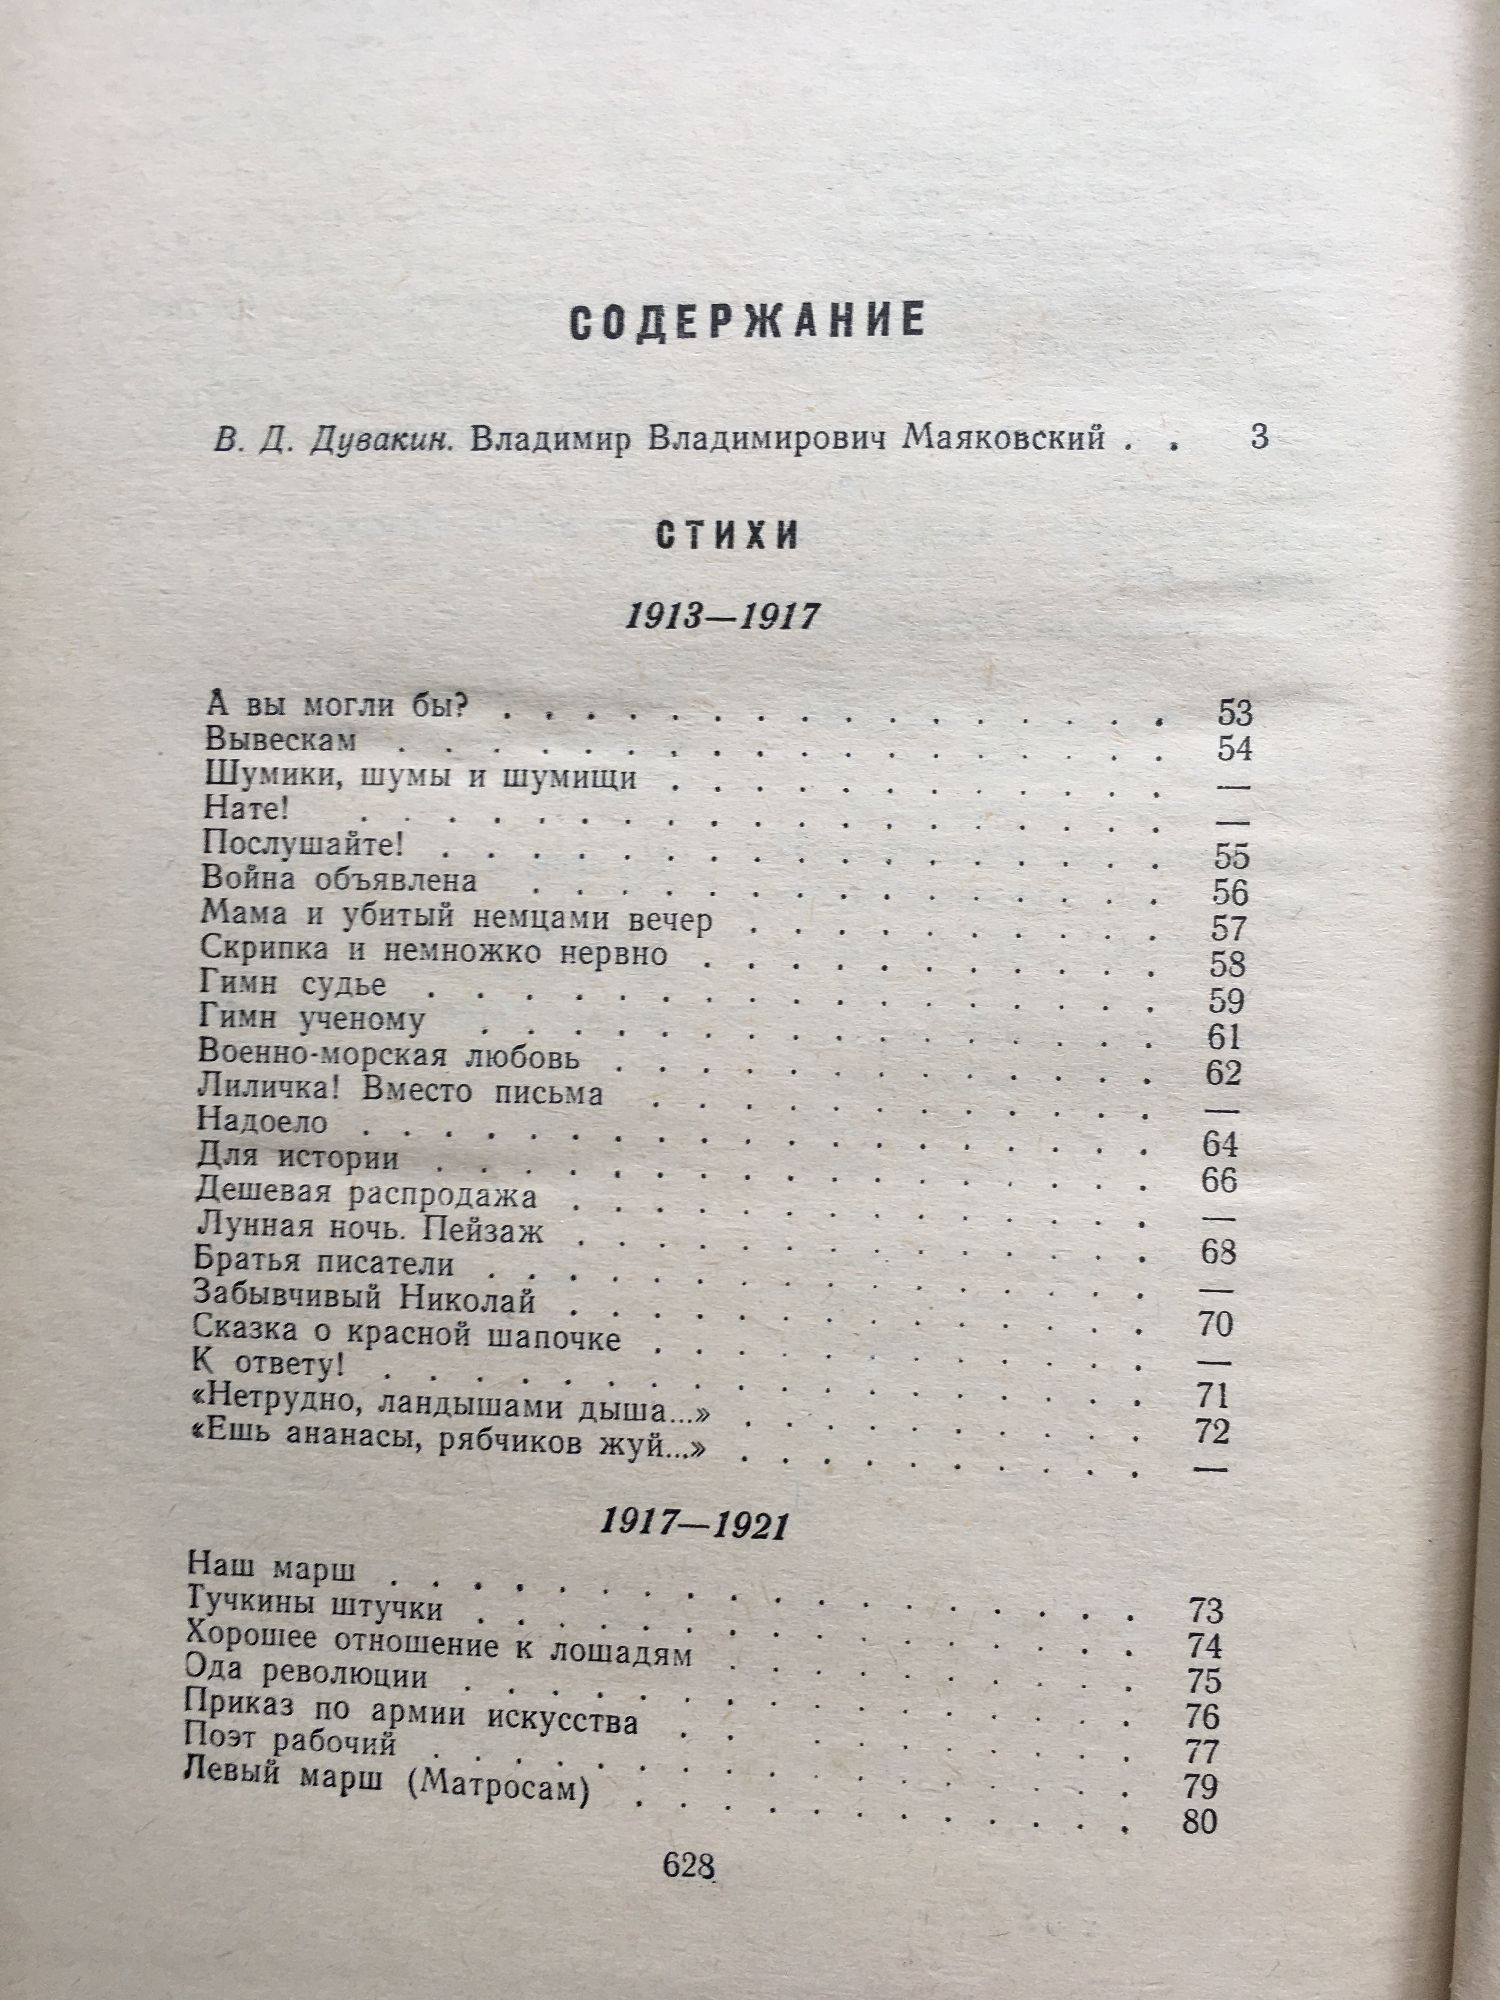 СОДЕРЖАНИЕ
В. Д. Дувакин. Владимир Владимирович Маяковский . . 3
СТИХИ
1913—1917
А вы могли бы? . . . . . . . . . . . . . . . . 53
Вывескам . . . . . . . . . . . . . . . . . . 54
Шумики, шумы и шумищи . . . . . . . . . . . . —
Нате! . . . . . . . . . . . . . . . . . . . —
Послушайте! . . . . . . . . . . . . . . . . . 55
Война объявлена . . . . . . . . . . . . . . . 56
Мама и убитый немцами вечер . . . . . . . . . . 57
Скрипка и немножко нервно . . . . . . . . . . . 58
Гимн судье . . . . . . . . . . . . . . . . . 59
Гимн ученому . . . . . . . . . . . . . . . . 61
Военно-морская любовь . . . . . . . . . . . . . 62
Лиличка! Вместо письма . . . . . . . . . . . . —
Надоело . . . . . . . . . . . . . . . . . . . 64
Для истории . . . . . . . . . . . . . . . . . 66
Дешевая распродажа . . . . . . . . . . . . . . —
Лунная ночь. Пейзаж . . . . . . . . . . . . . . 68
Братья писатели . . . . . . . . . . . . . . . . —
Забывчивый Николай . . . . . . . . . . . . . . 70
Сказка о красной шапочке . . . . . . . . . . . . —
К ответу! . . . . . . . . . . . . . . . . . . 71
«Нетрудно, ландышами дыша...» . . . . . . . . . . 72
«Ешь ананасы, рябчиков жуй...» . . . . . . . . . . —
1917—1921
Наш марш . . . . . . . . . . . . . . . . . . 73
Тучкины штучки . . . . . . . . . . . . . . . . 74
Хорошее отношение к лошадям . . . . . . . . . . 75
Ода революции . . . . . . . . . . . . . . . . 76
Приказ по армии искусства . . . . . . . . . . . 77
Поэт рабочий . . . . . . . . . . . . . . . . . 79
Левый марш (Матросам) . . . . . . . . . . . . 80
628